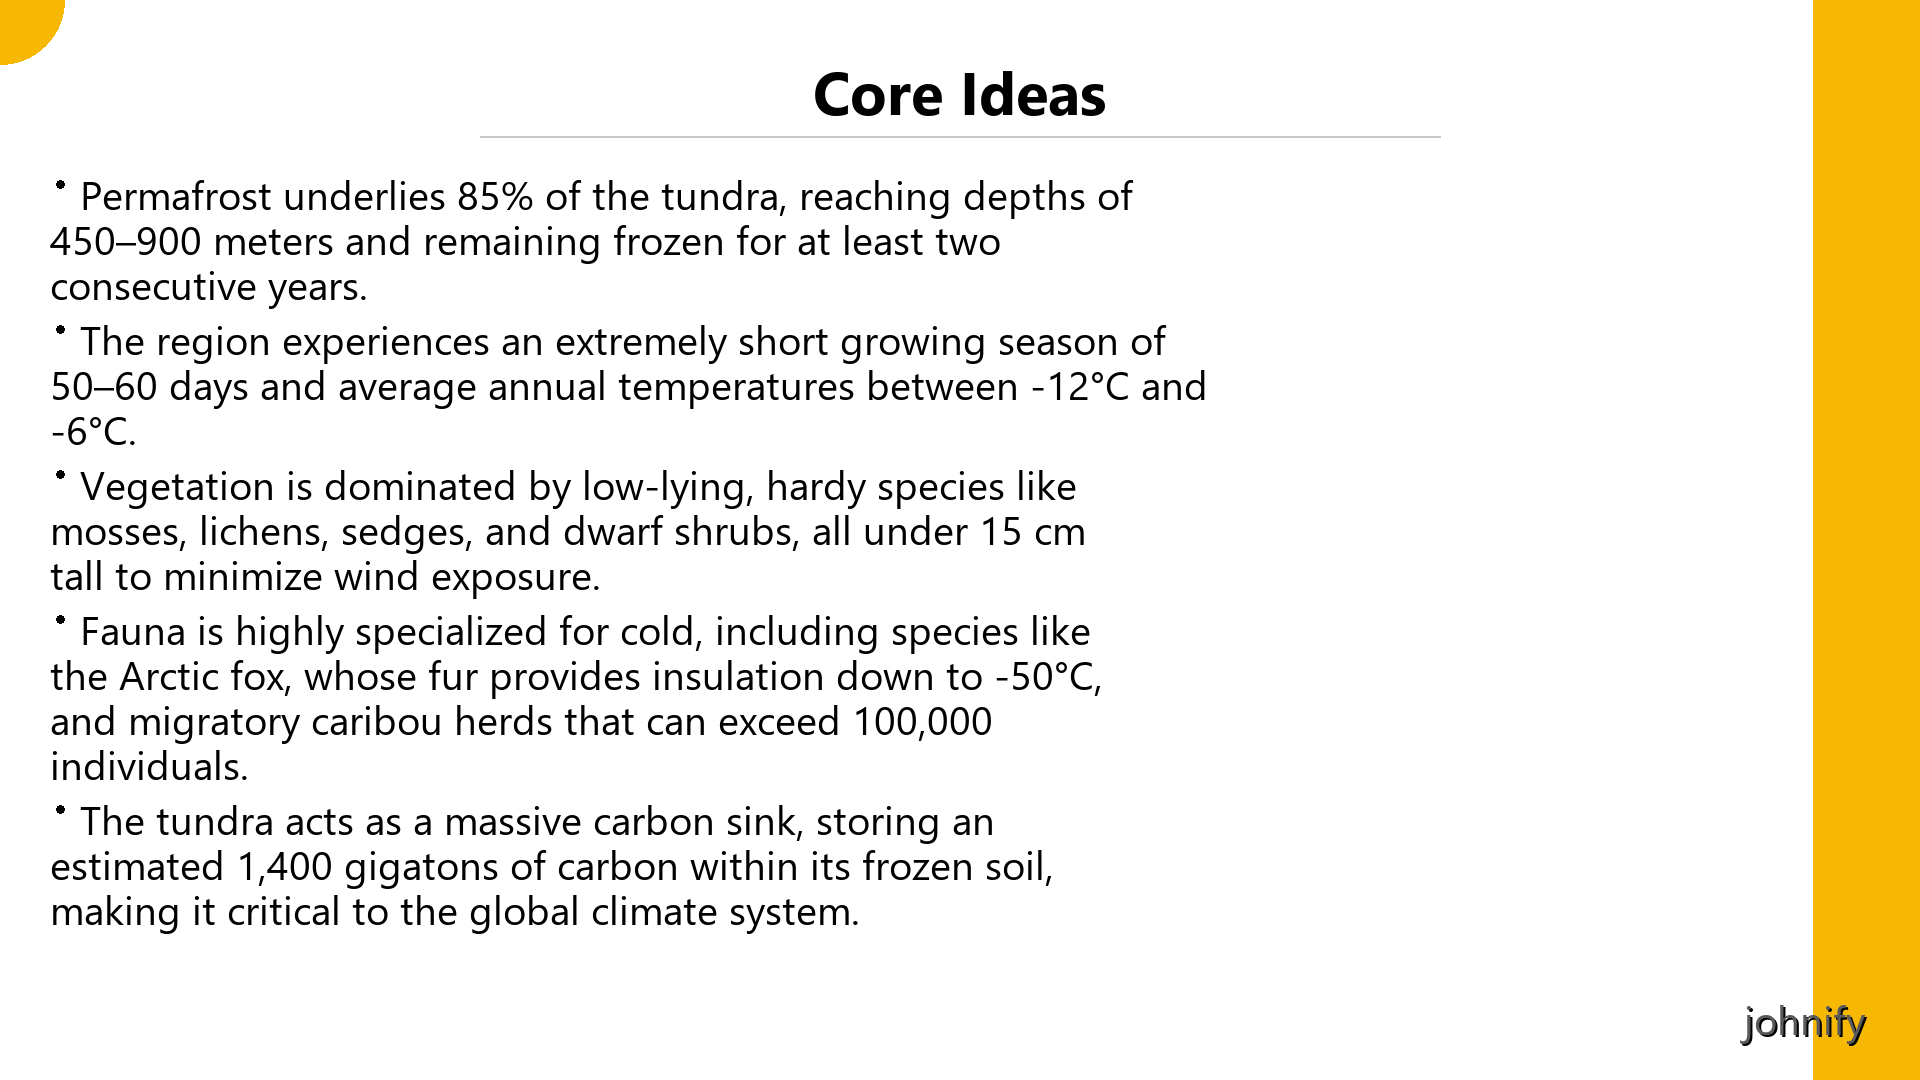 Core Ideas
• Permafrost underlies 85% of the tundra, reaching depths of
450–900 meters and remaining frozen for at least two
consecutive years.
• The region experiences an extremely short growing season of
50–60 days and average annual temperatures between -12°C and
-6°C.
• Vegetation is dominated by low-lying, hardy species like
mosses, lichens, sedges, and dwarf shrubs, all under 15 cm
tall to minimize wind exposure.
• Fauna is highly specialized for cold, including species like
the Arctic fox, whose fur provides insulation down to -50°C,
and migratory caribou herds that can exceed 100,000
individuals.
• The tundra acts as a massive carbon sink, storing an
estimated 1,400 gigatons of carbon within its frozen soil,
making it critical to the global climate system.
johnify